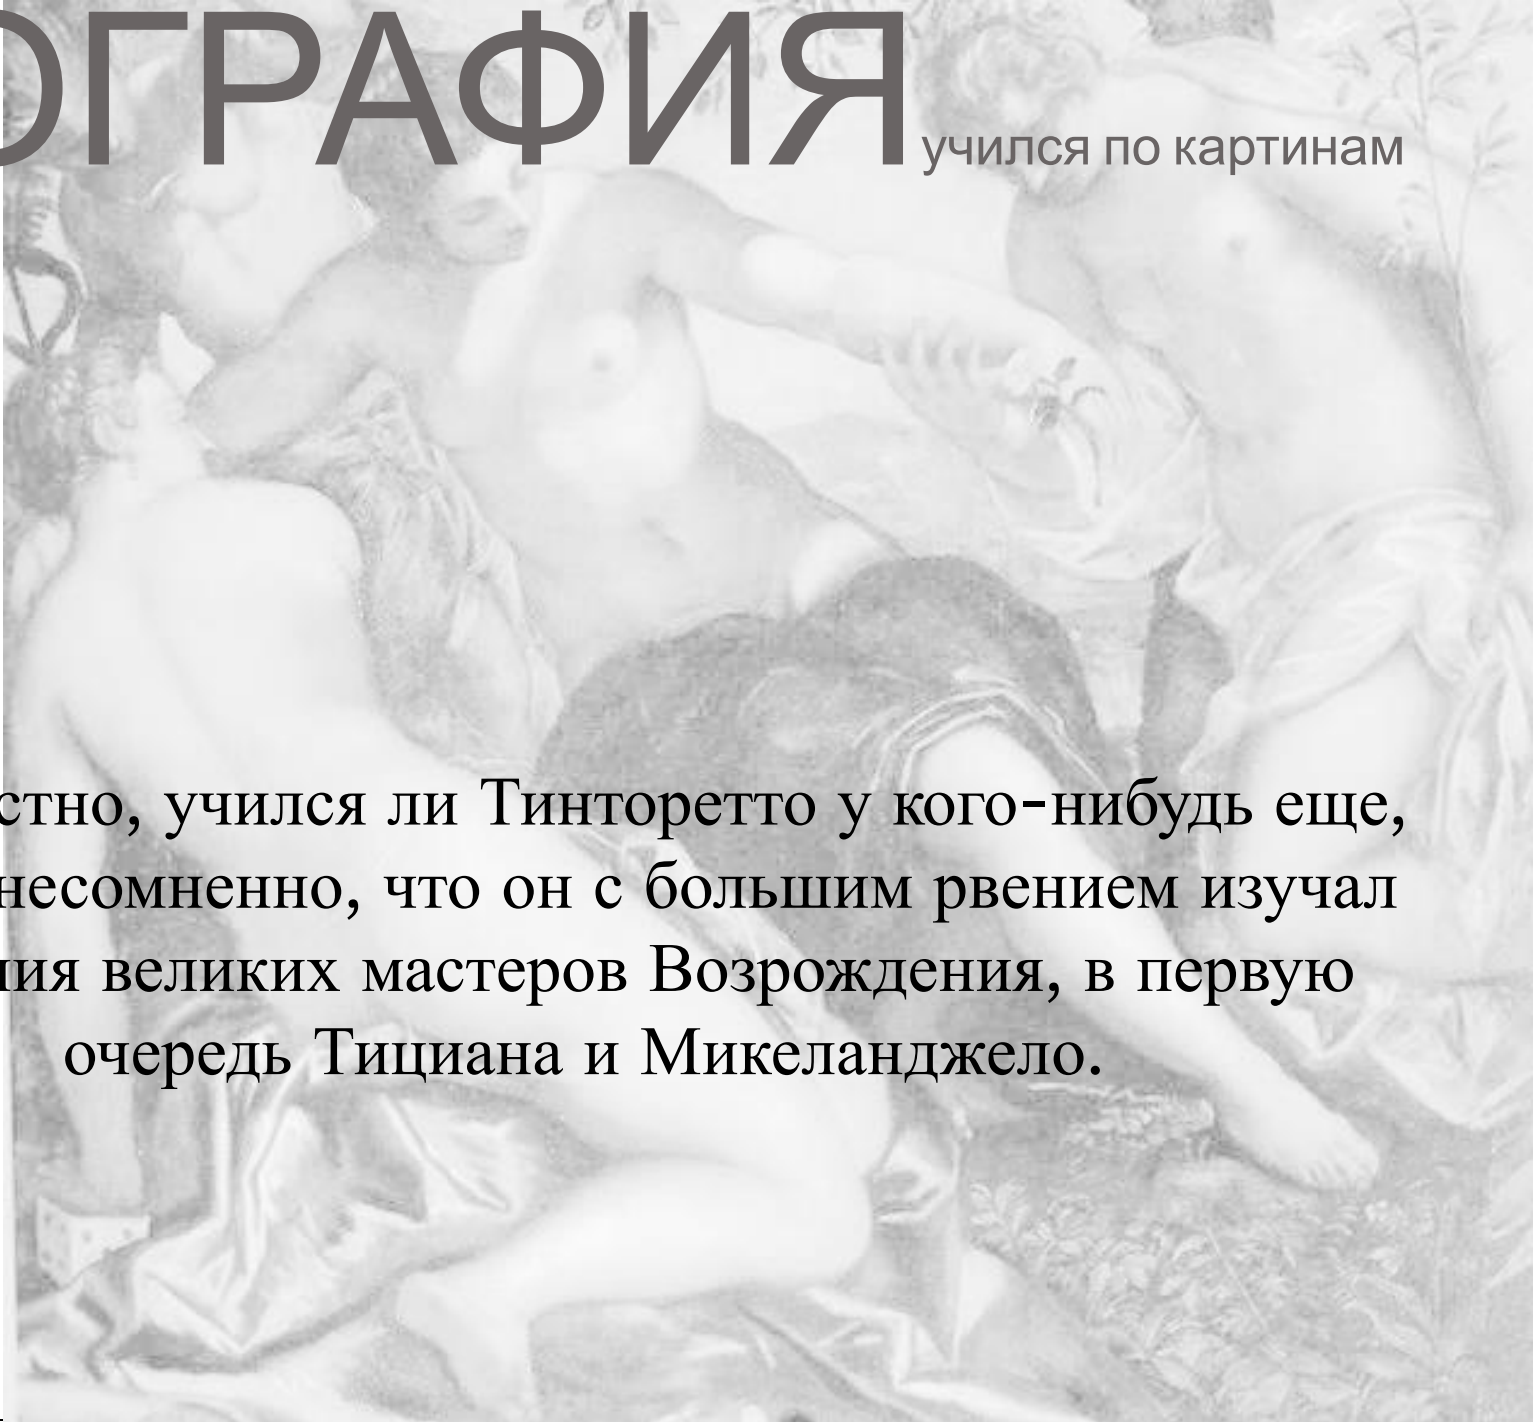 ОГРАФИЯ учился по картинам
стно, учился ли Тинторетто у кого-нибудь еще,
несомненно, что он с большим рвением изучал
ия великих мастеров Возрождения, в первую
очередь Тициана и Микеланджело.